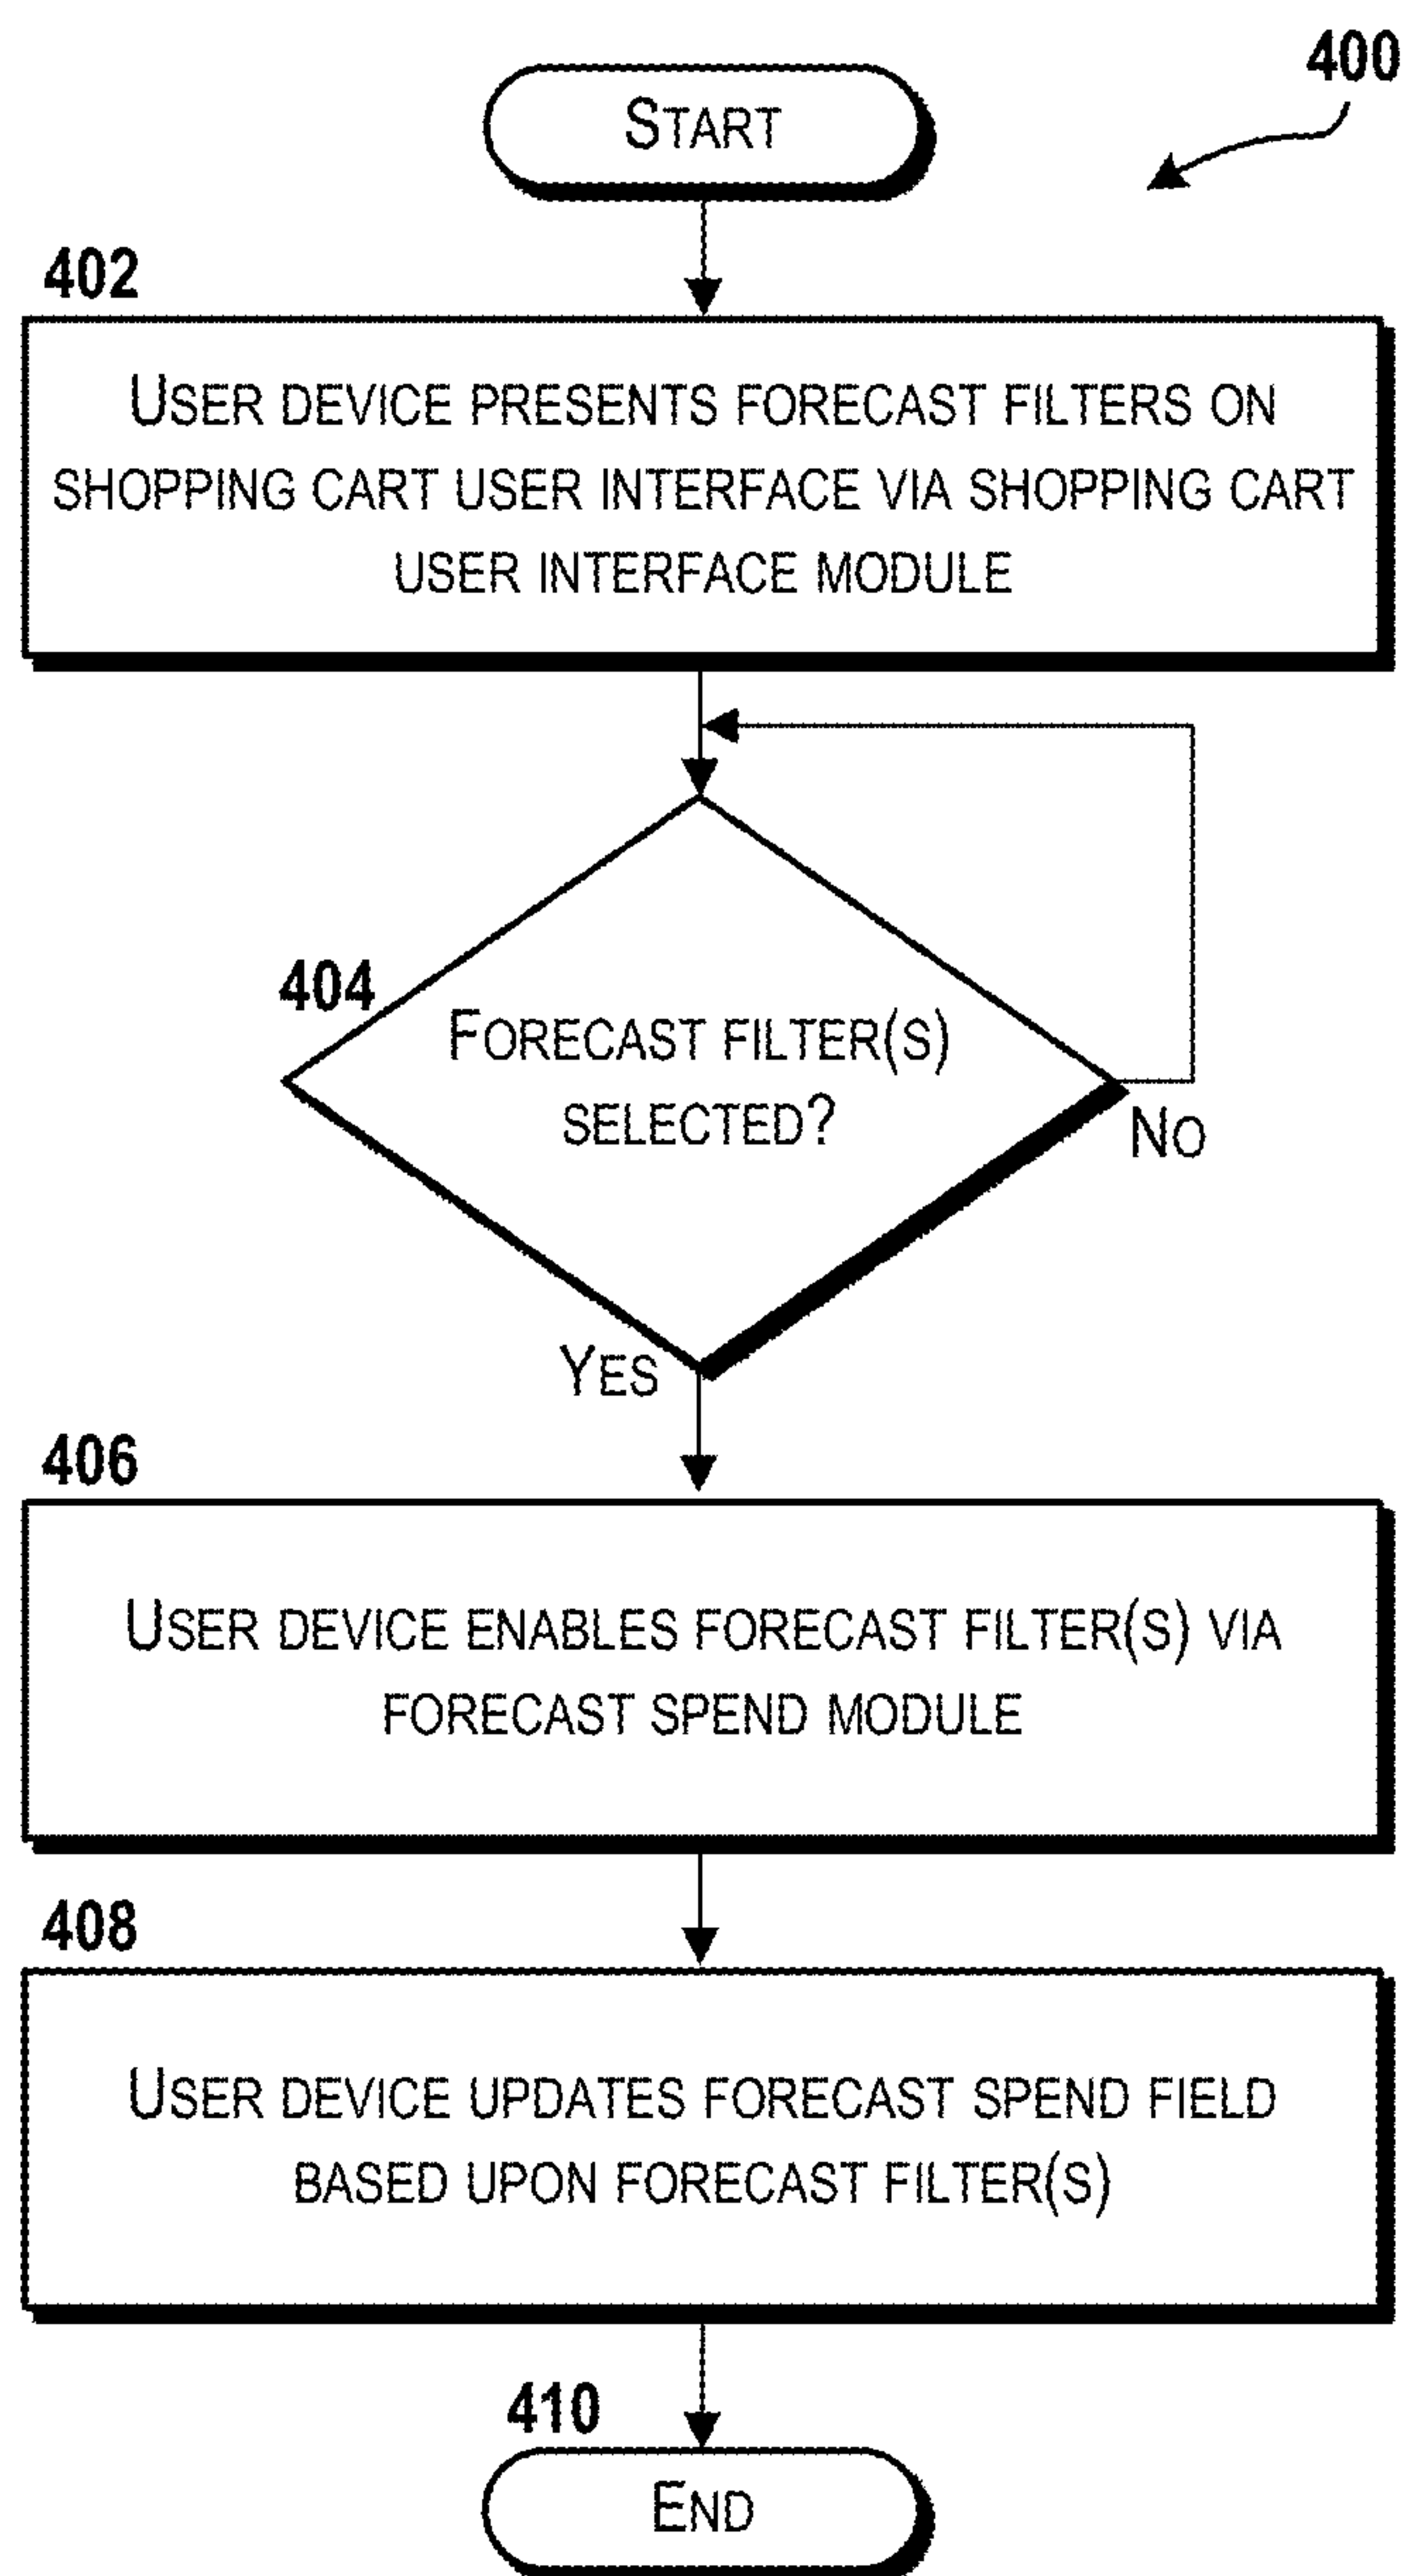 START
400
402
USER DEVICE PRESENTS FORECAST FILTERS ON
SHOPPING CART USER INTERFACE VIA SHOPPING CART
USER INTERFACE MODULE
404
FORECAST FILTER(S)
SELECTED?
NO
YES
406
USER DEVICE ENABLES FORECAST FILTER(S) VIA
FORECAST SPEND MODULE
408
USER DEVICE UPDATES FORECAST SPEND FIELD
BASED UPON FORECAST FILTER(S)
410
END